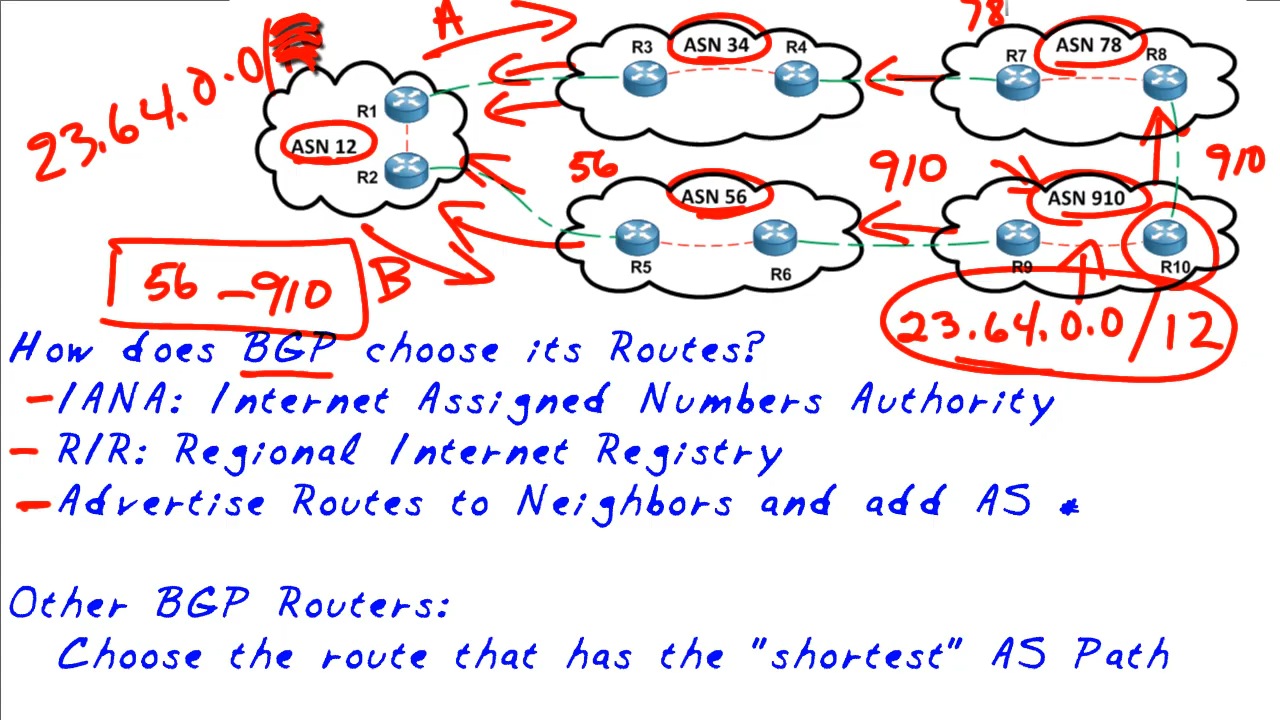 78
A
R3 ASN 34 R4
R7 ASN 78 R8
23.64.0.0/
R1
ASN 12
R2
56
910
910
ASN 56
ASN 910
R5
R6
R9
R10
B
56 - 910
23.64.0.0/12
How does BGP choose its Routes?
- IANA: Internet Assigned Numbers Authority
- RIR: Regional Internet Registry
- Advertise Routes to Neighbors and add AS *
Other BGP Routers:
Choose the route that has the "shortest" AS Path